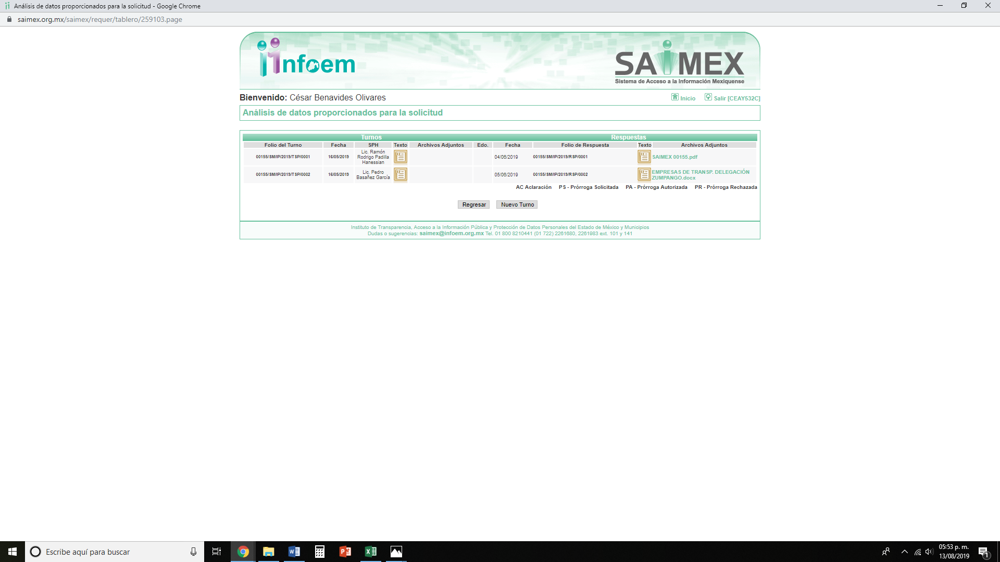 Análisis de datos proporcionados para la solicitud - Google Chrome
saimex.org.mx/saimex/requer/tablero/259103.page
infoem
SAIMEX
Sistema de Acceso a la Información Mexiquense
Bienvenido: César Benavides Olivares
Inicio Salir [CEAY532C]
Análisis de datos proporcionados para la solicitud
Turnos Respuestas
Folio del Turno Fecha SPH Texto Archivos Adjuntos Edo. Fecha Folio de Respuesta Texto Archivos Adjuntos
00155/SM/IP/2019/TSP/0001 16/05/2019 Lic. Ramón Rodrigo Padilla Hanessian 04/06/2019 00155/SM/IP/2019/RSP/0001 SAIMEX 00155.pdf
00155/SM/IP/2019/TSP/0002 16/05/2019 Lic. Pedro Basañez García 05/06/2019 00155/SM/IP/2019/RSP/0002 EMPRESAS DE TRANSP. DELEGACIÓN ZUMPANGO.docx
AC Aclaración PS - Prórroga Solicitada PA - Prórroga Autorizada PR - Prórroga Rechazada
Regresar Nuevo Turno
Instituto de Transparencia, Acceso a la Información Pública y Protección de Datos Personales del Estado de México y Municipios
Dudas o sugerencias: saimex@infoem.org.mx Tel. 01 800 8210441 (01 722) 2261680, 2261983 ext. 101 y 141
Escribe aquí para buscar
05:53 p. m.
13/08/2019
1